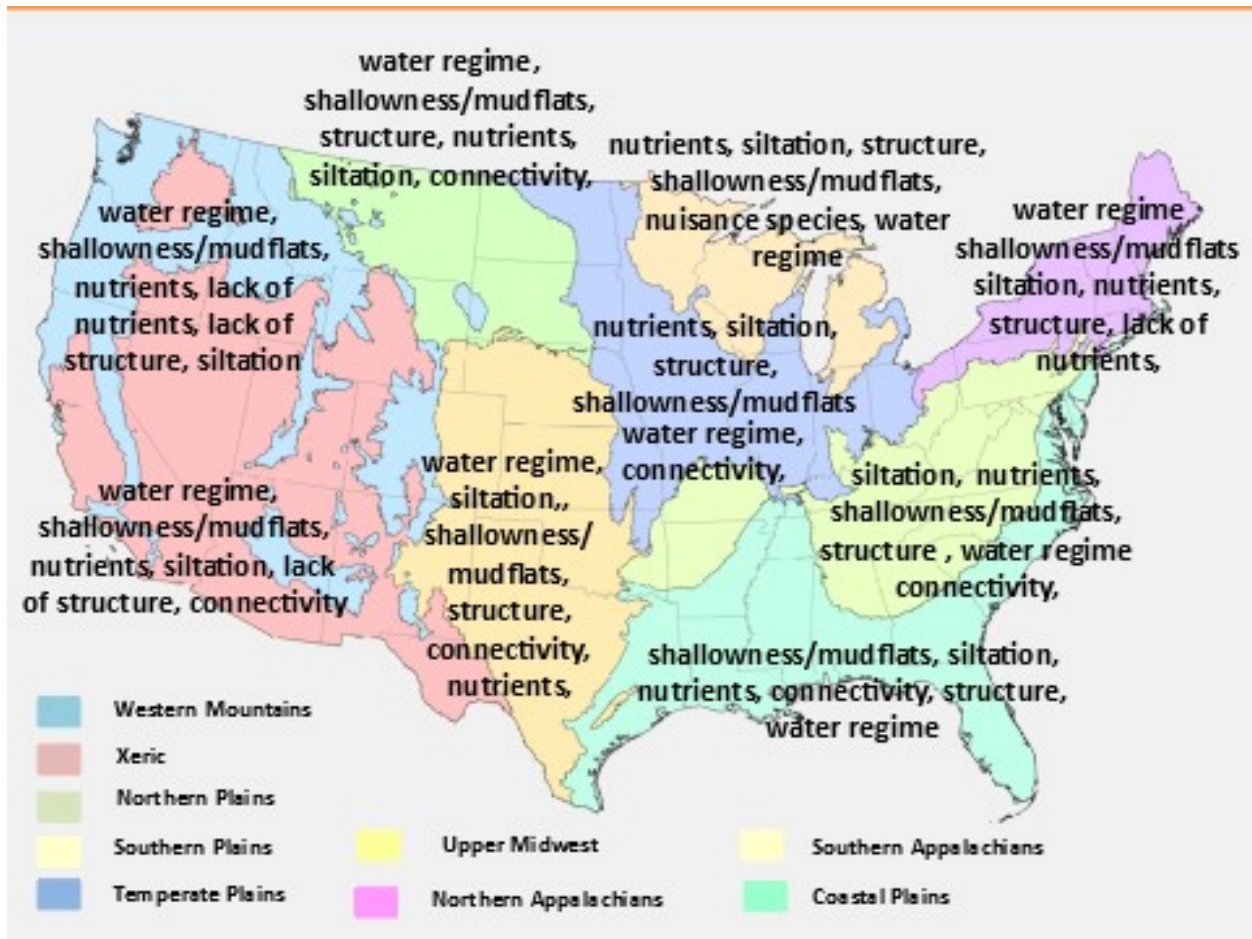 water regime,
shallowness/mudflats,
structure, nutrients,
siltation, connectivity,
nutrients, siltation, structure,
shallowness/mudflats,
nuisance species, water
regime
water regime,
shallowness/mudflats,
nutrients, lack of
nutrients, lack of
structure, siltation
water regime
shallowness/mudflats
siltation, nutrients,
structure, lack of
nutrients,
nutrients, siltation,
structure,
shallowness/mudflats
water regime,
connectivity,
water regime,
siltation,,
shallowness/
mudflats,
structure,
connectivity,
nutrients,
siltation, nutrients,
shallowness/mudflats,
structure , water regime
connectivity,
water regime,
shallowness/mudflats,
nutrients, siltation, lack
of structure, connectivity
shallowness/mudflats, siltation,
nutrients, connectivity, structure,
water regime
Western Mountains
Xeric
Northern Plains
Southern Plains
Temperate Plains
Upper Midwest
Northern Appalachians
Southern Appalachians
Coastal Plains